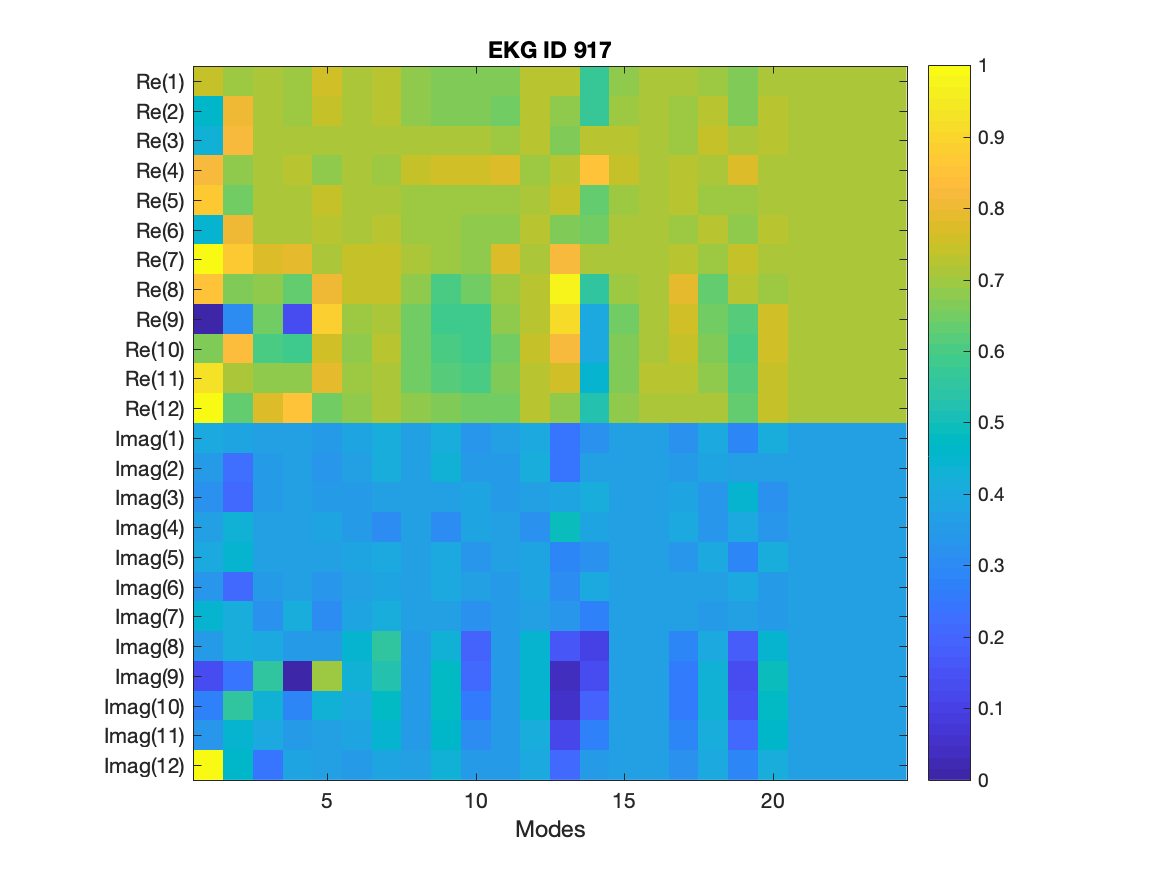 EKG ID 917
Re(1)
Re(2)
Re(3)
Re(4)
Re(5)
Re(6)
Re(7)
Re(8)
Re(9)
Re(10)
Re(11)
Re(12)
Imag(1)
Imag(2)
Imag(3)
Imag(4)
Imag(5)
Imag(6)
Imag(7)
Imag(8)
Imag(9)
Imag(10)
Imag(11)
Imag(12)
5 10 15 20
Modes
1
0.9
0.8
0.7
0.6
0.5
0.4
0.3
0.2
0.1
0